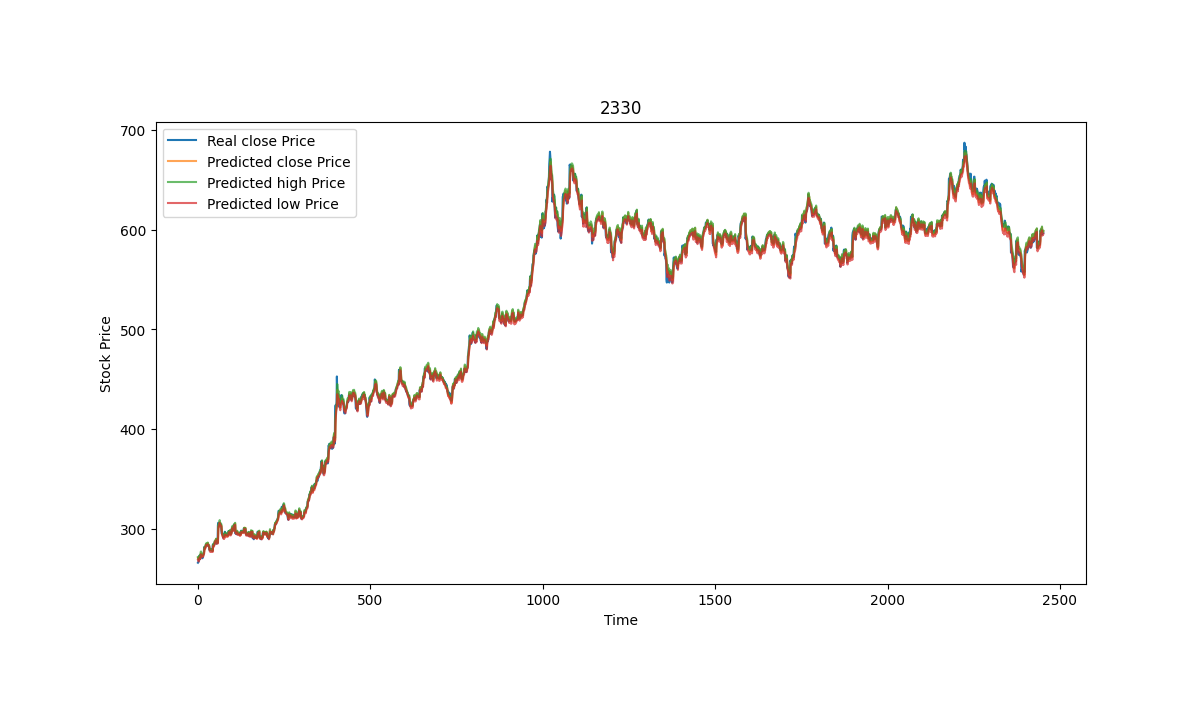 2330
Real close Price
Predicted close Price
Predicted high Price
Predicted low Price
Stock Price
700
600
500
400
300
0
500
1000
1500
2000
2500
Time